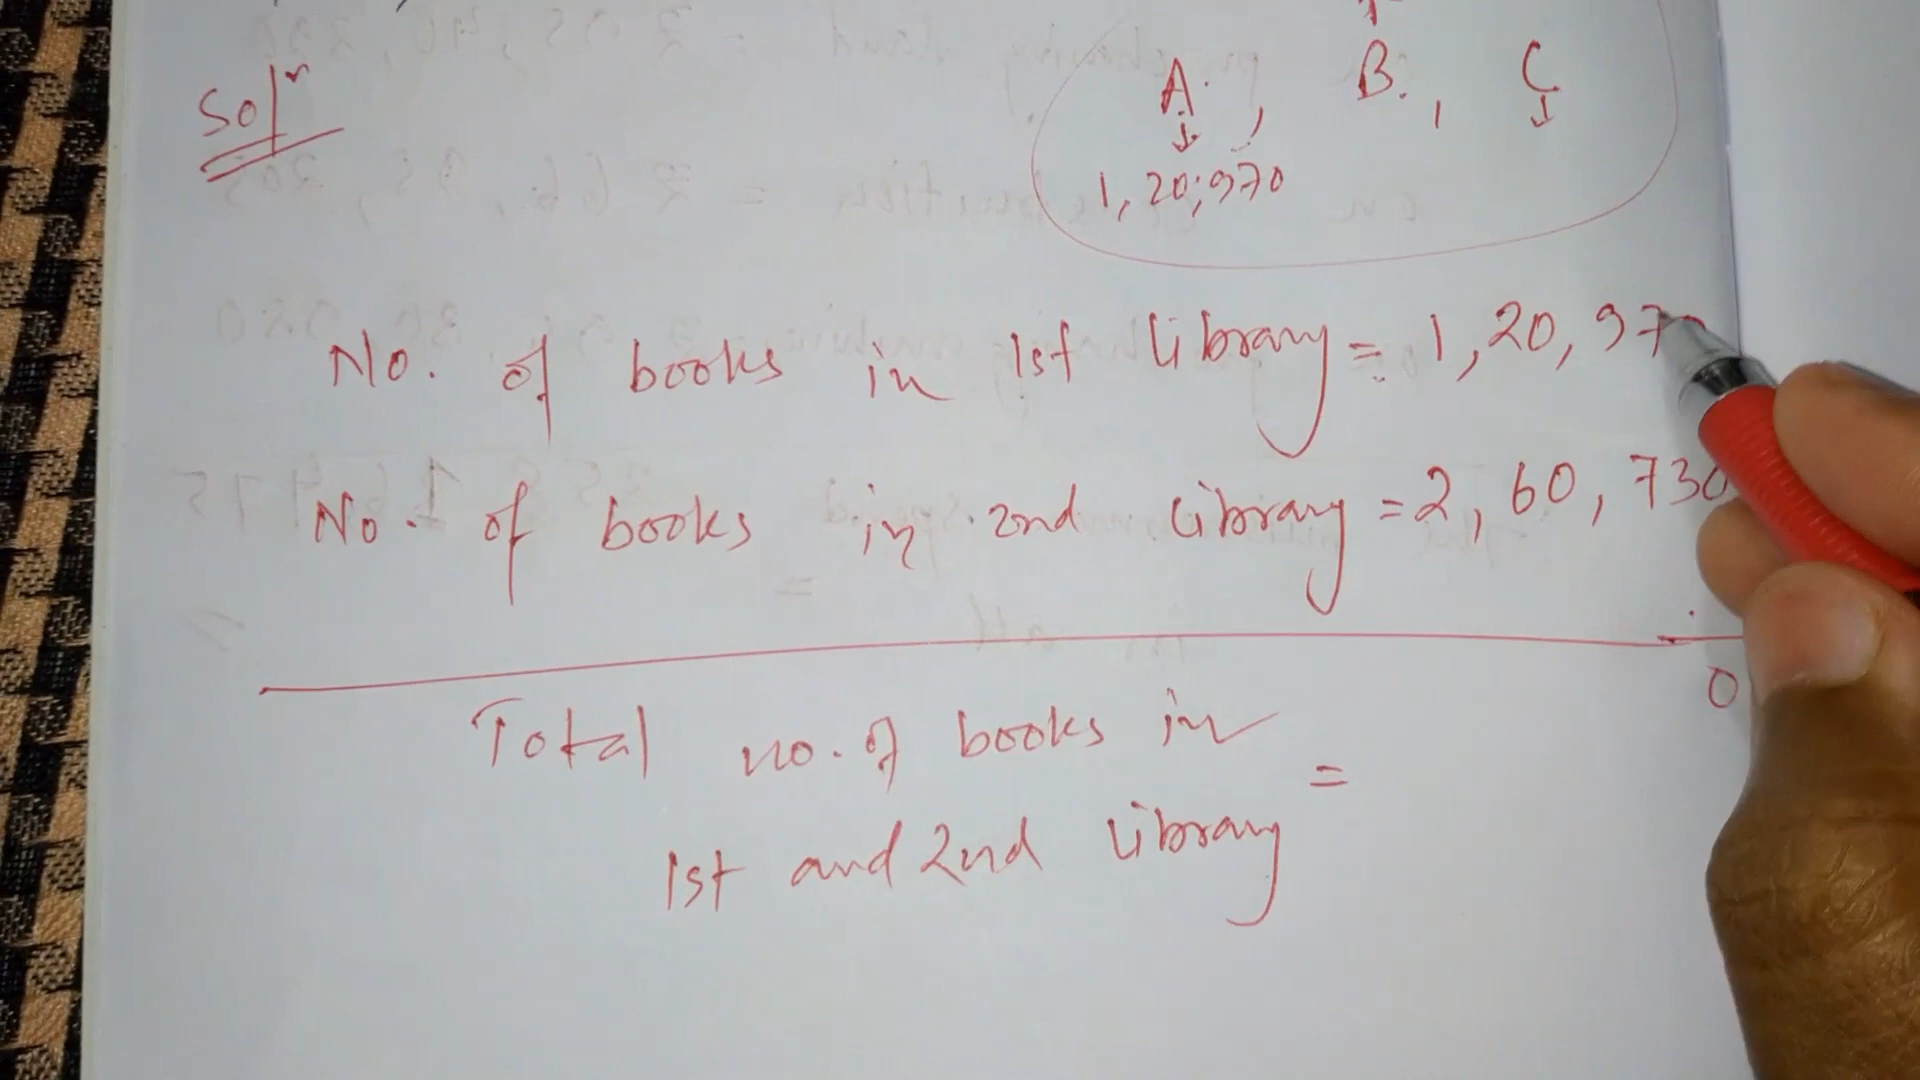 Solⁿ
A. , B. , C
1,20,970
No. of books in 1st library = 1,20,970
No. of books in 2nd library = 2,60,730
0
Total no. of books in
1st and 2nd library =